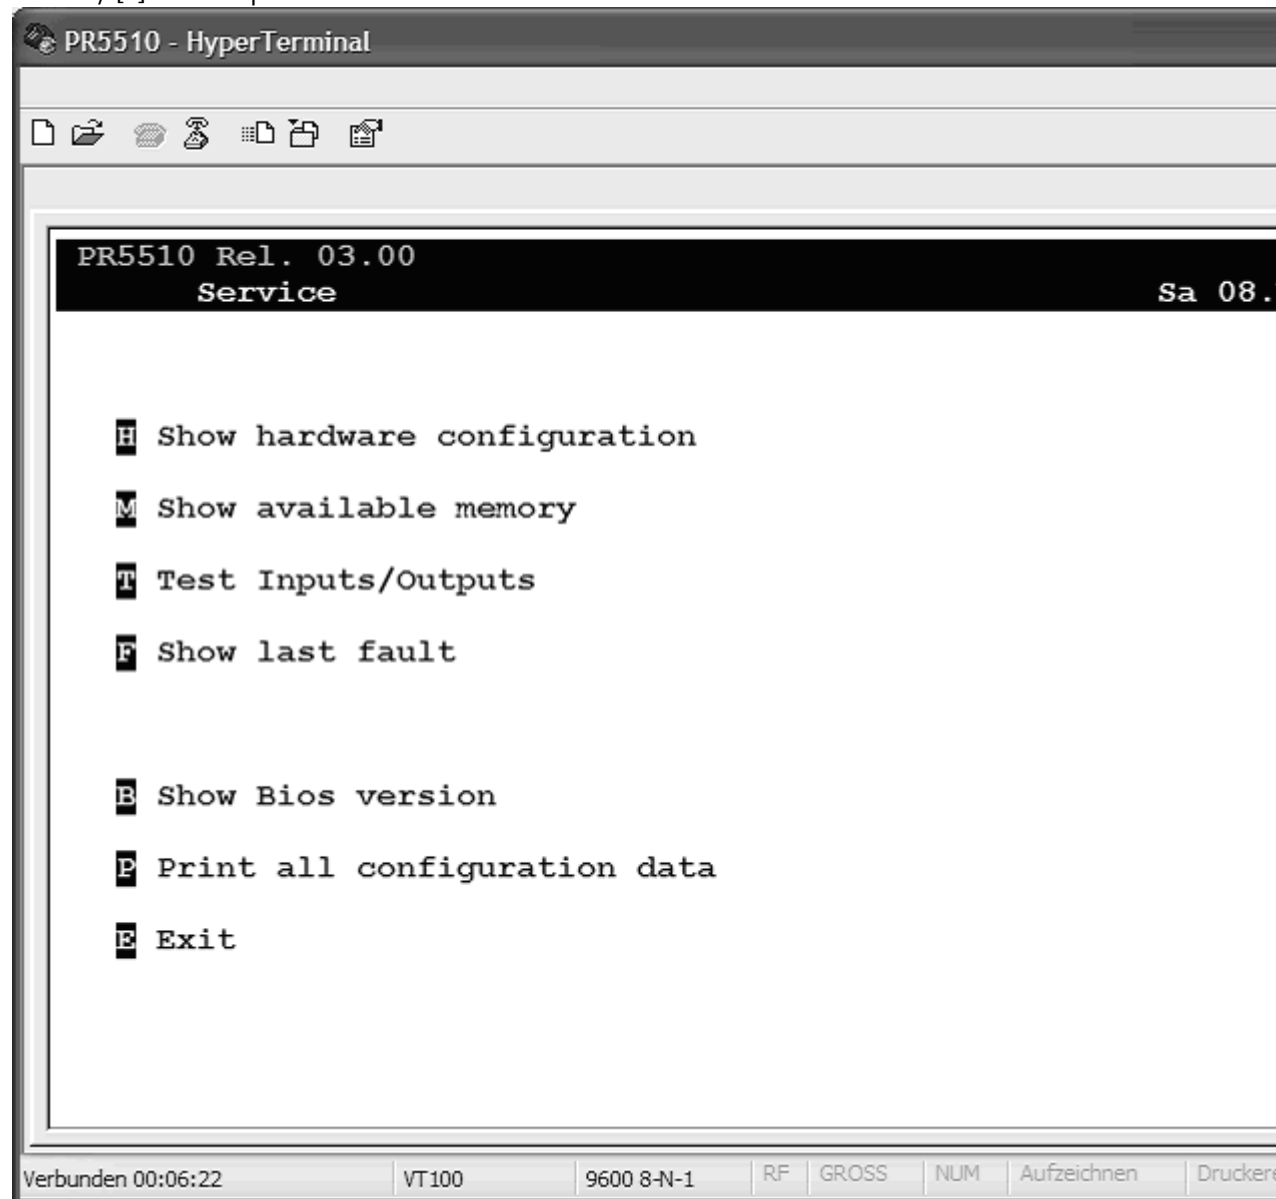 PR5510 - HyperTerminal
PR5510 Rel. 03.00
Service Sa 08.
H Show hardware configuration
M Show available memory
T Test Inputs/Outputs
F Show last fault
B Show Bios version
P Print all configuration data
E Exit
Verbunden 00:06:22 VT100 9600 8-N-1 RF GROSS NUM Aufzeichnen